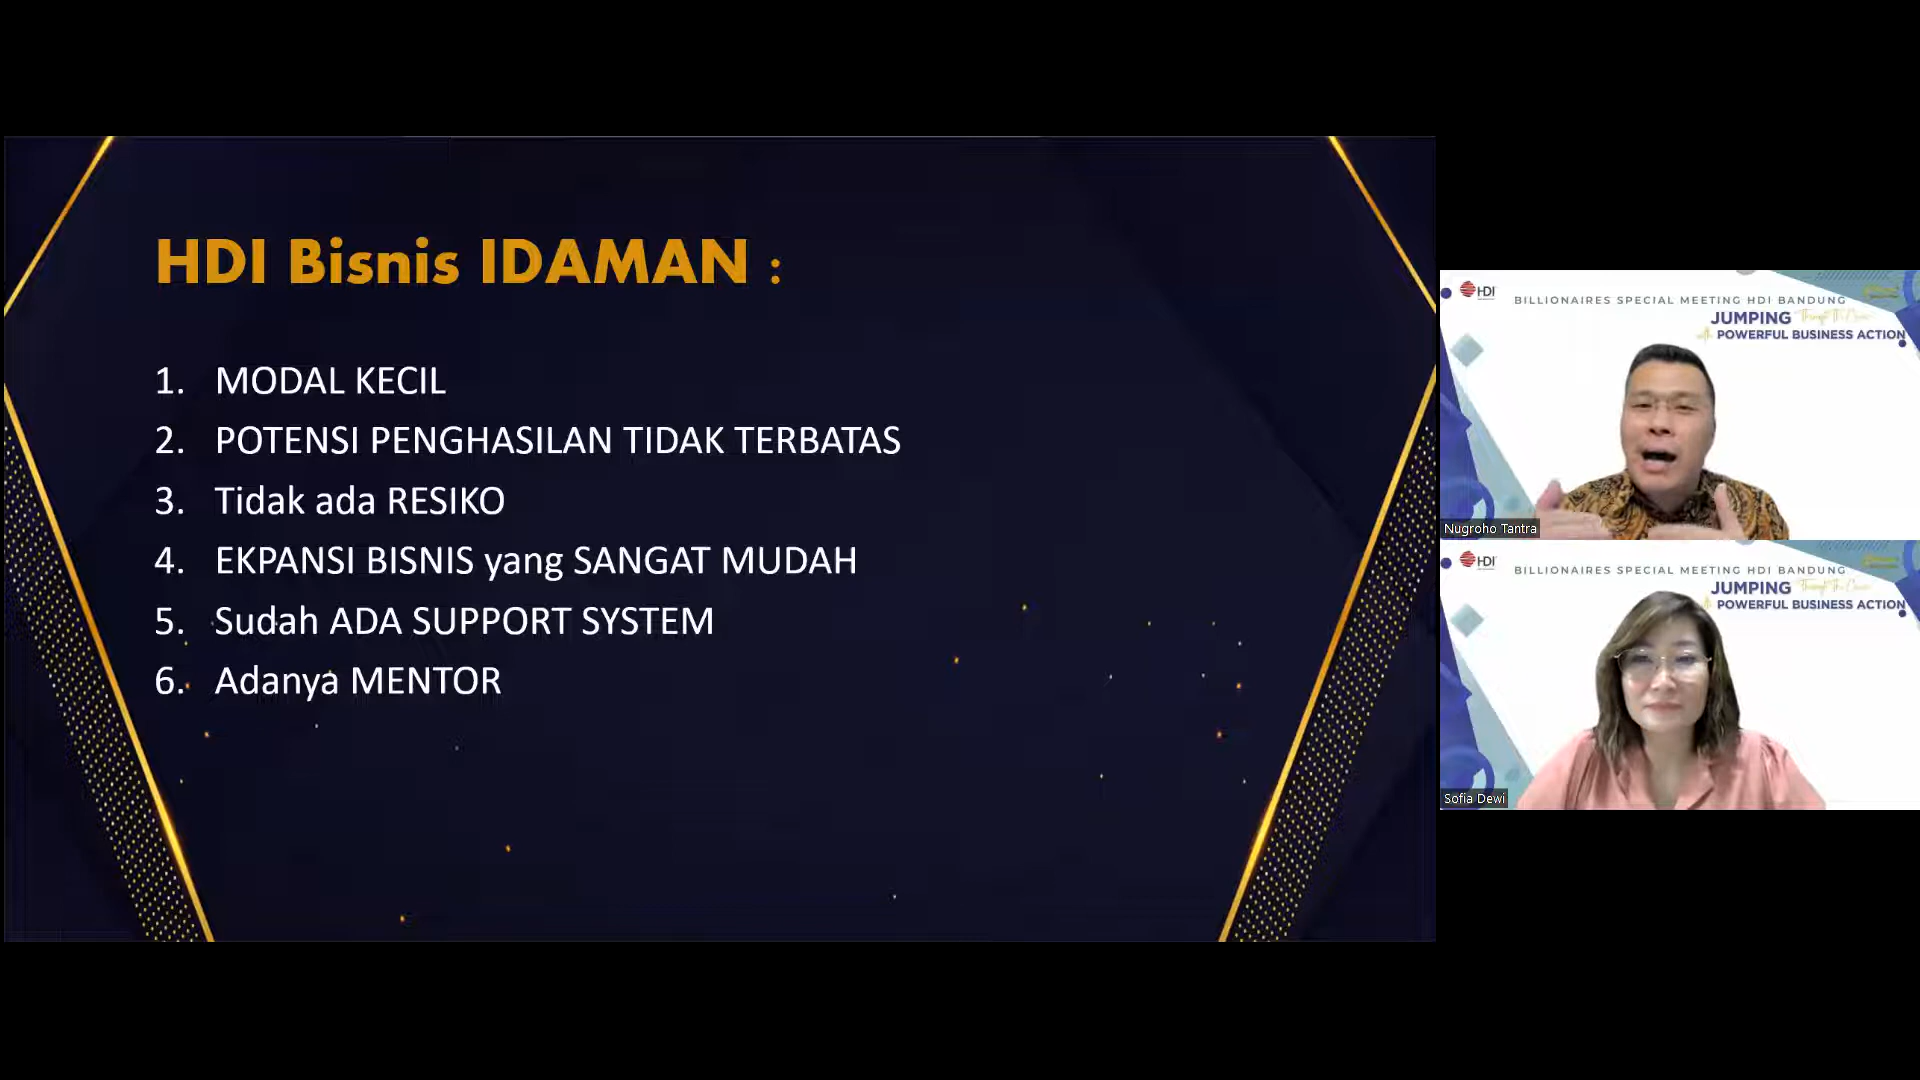 HDI Bisnis IDAMAN :
1. MODAL KECIL
2. POTENSI PENGHASILAN TIDAK TERBATAS
3. Tidak ada RESIKO
4. EKPANSI BISNIS yang SANGAT MUDAH
5. Sudah ADA SUPPORT SYSTEM
6. Adanya MENTOR
HDI
BILLIONAIRES SPECIAL MEETING HDI BANDUNG
JUMPING
POWERFUL BUSINESS ACTION
Nugroho Tantra
HDI
BILLIONAIRES SPECIAL MEETING HDI BANDUNG
JUMPING
POWERFUL BUSINESS ACTION
Sofia Dewi